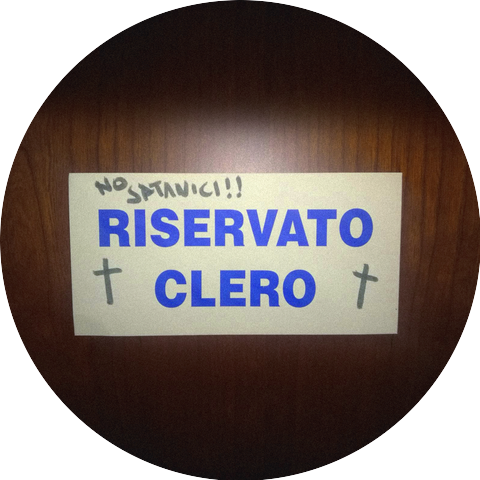 NO SATANICI!!
RISERVATO
CLERO